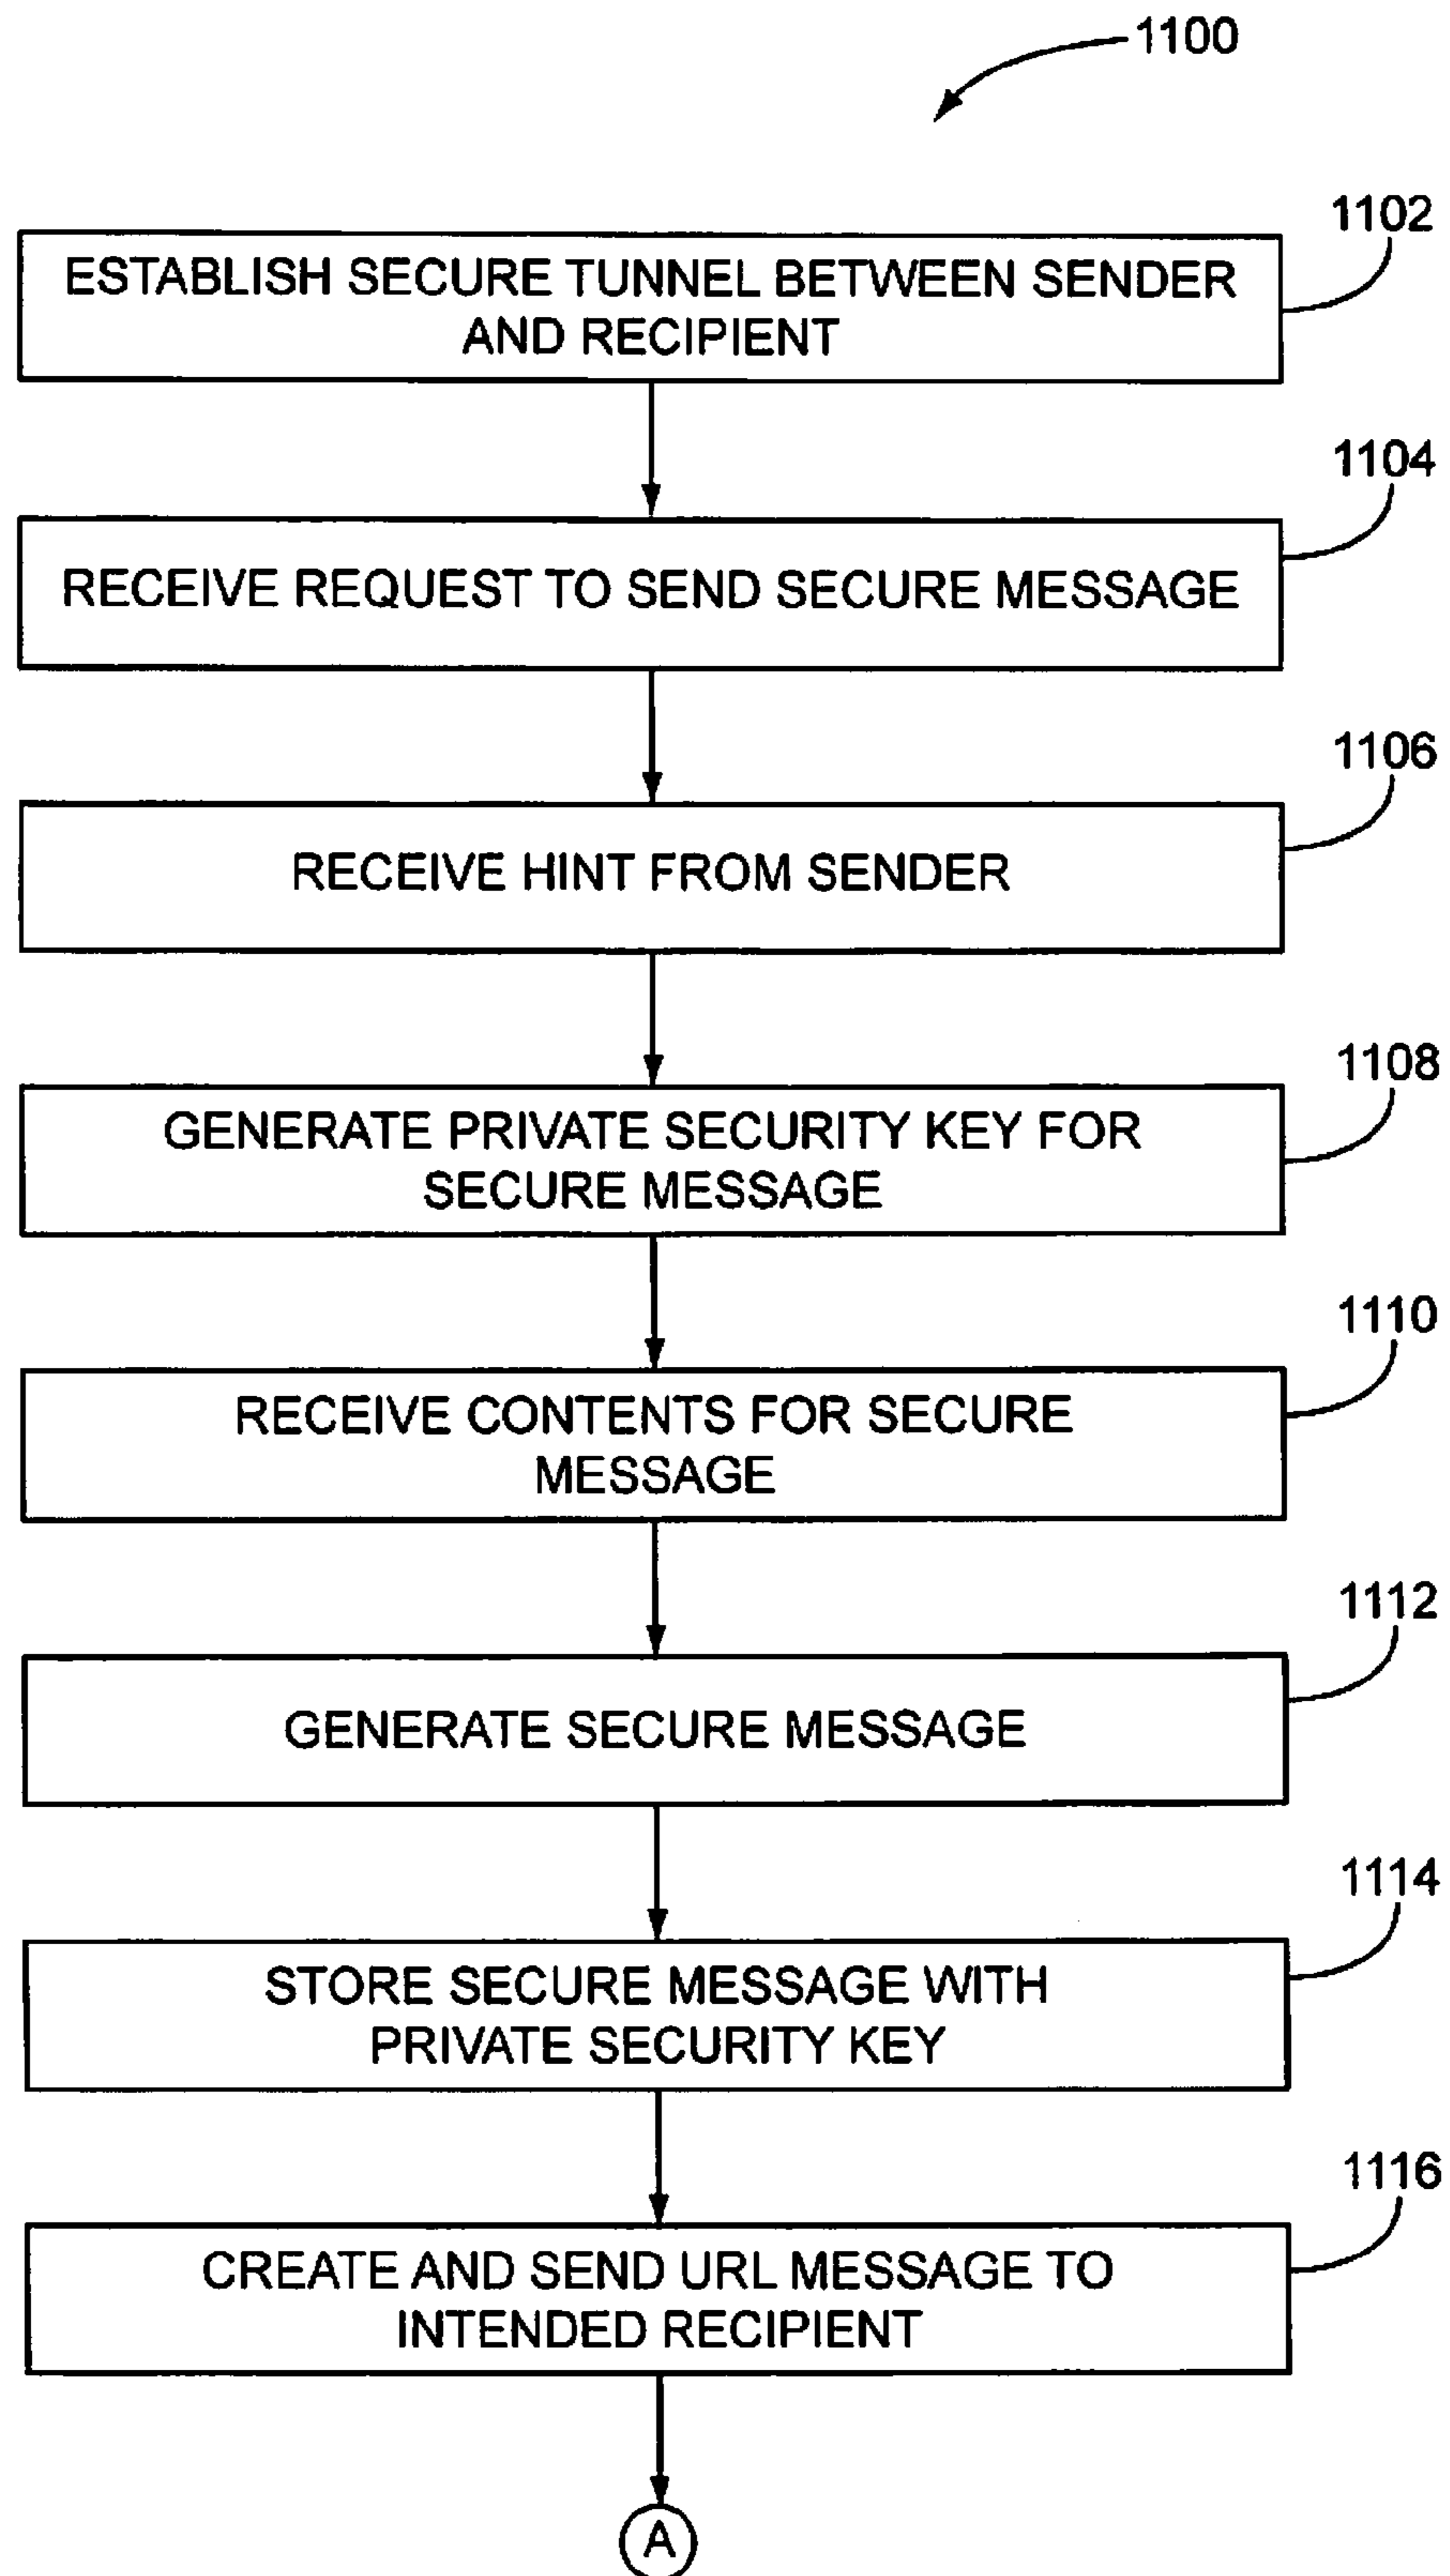 1100
1102
ESTABLISH SECURE TUNNEL BETWEEN SENDER
AND RECIPIENT
1104
RECEIVE REQUEST TO SEND SECURE MESSAGE
1106
RECEIVE HINT FROM SENDER
1108
GENERATE PRIVATE SECURITY KEY FOR
SECURE MESSAGE
1110
RECEIVE CONTENTS FOR SECURE
MESSAGE
1112
GENERATE SECURE MESSAGE
1114
STORE SECURE MESSAGE WITH
PRIVATE SECURITY KEY
1116
CREATE AND SEND URL MESSAGE TO
INTENDED RECIPIENT
A